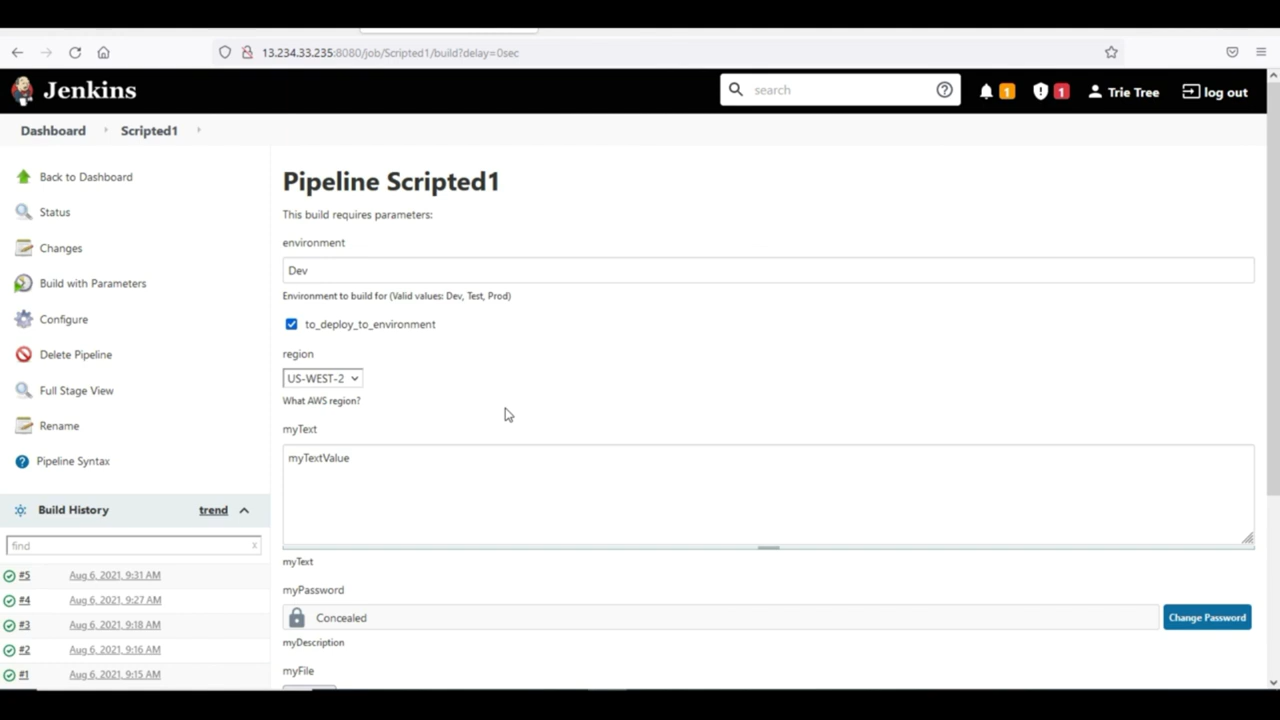 13.234.33.235:8080/job/Scripted1/build?delay=0sec
Jenkins
search
1
1
Trie Tree
log out
Dashboard
Scripted1
Back to Dashboard
Status
Changes
Build with Parameters
Configure
Delete Pipeline
Full Stage View
Rename
Pipeline Syntax
Build History
trend
find
x
#5 Aug 6, 2021, 9:31 AM
#4 Aug 6, 2021, 9:27 AM
#3 Aug 6, 2021, 9:18 AM
#2 Aug 6, 2021, 9:16 AM
#1 Aug 6, 2021, 9:15 AM
Pipeline Scripted1
This build requires parameters:
environment
Dev
Environment to build for (Valid values: Dev, Test, Prod)
to_deploy_to_environment
region
US-WEST-2
What AWS region?
myText
myTextValue
myText
myPassword
Concealed
Change Password
myDescription
myFile